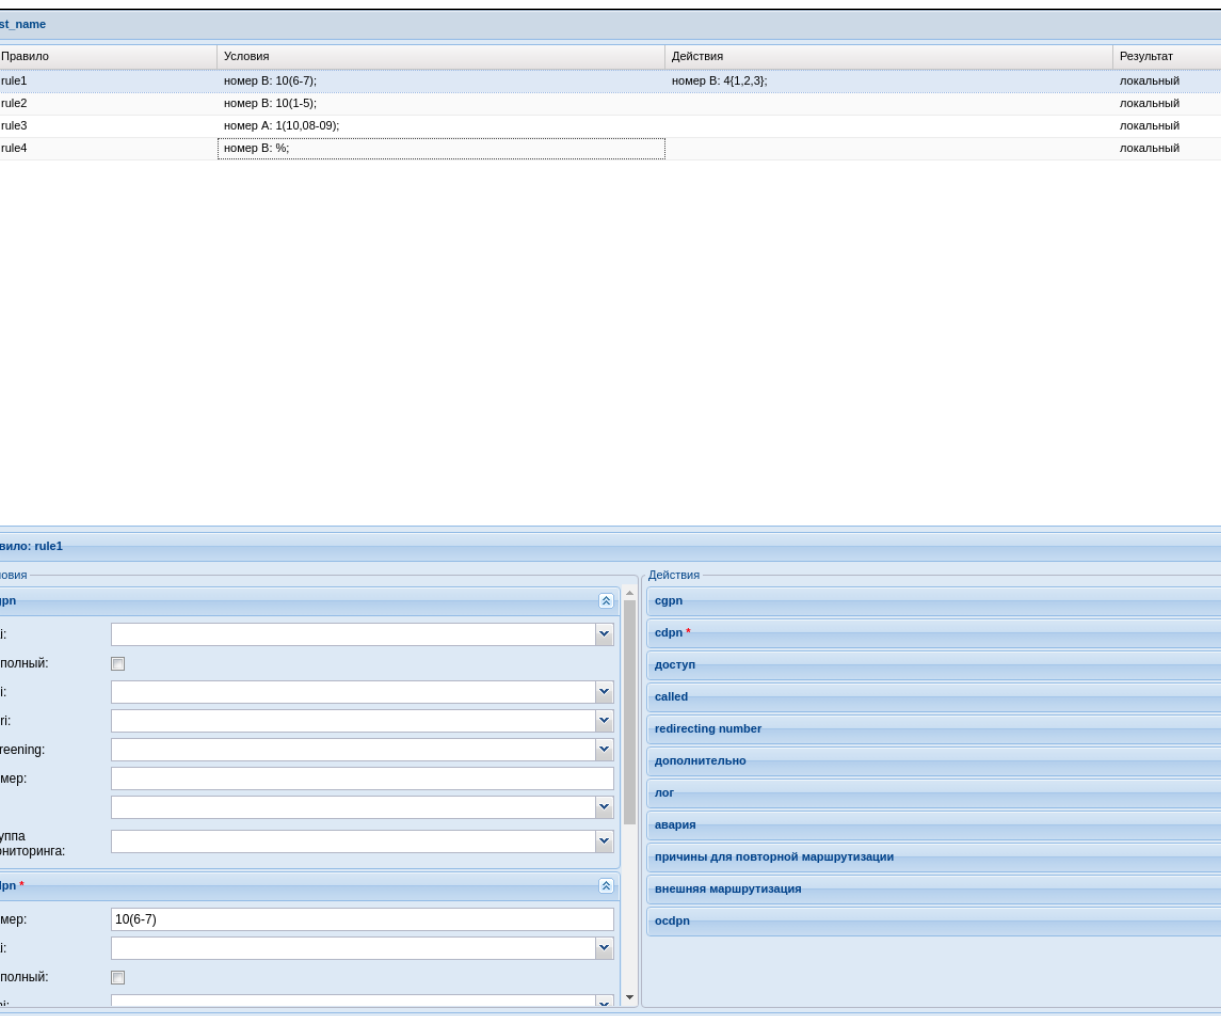 st_name
Правило Условия Действия Результат
rule1 номер B: 10(6-7); номер B: 4{1,2,3}; локальный
rule2 номер B: 10(1-5); локальный
rule3 номер A: 1(10,08-09); локальный
rule4 номер B: %; локальный
вило: rule1
овия
pn
i:
полный:
i:
ri:
reening:
мер:
уппа
ниторинга:
pn *
мер: 10(6-7)
i:
полный:
Действия
cgpn
cdpn *
доступ
called
redirecting number
дополнительно
лог
авария
причины для повторной маршрутизации
внешняя маршрутизация
ocdpn